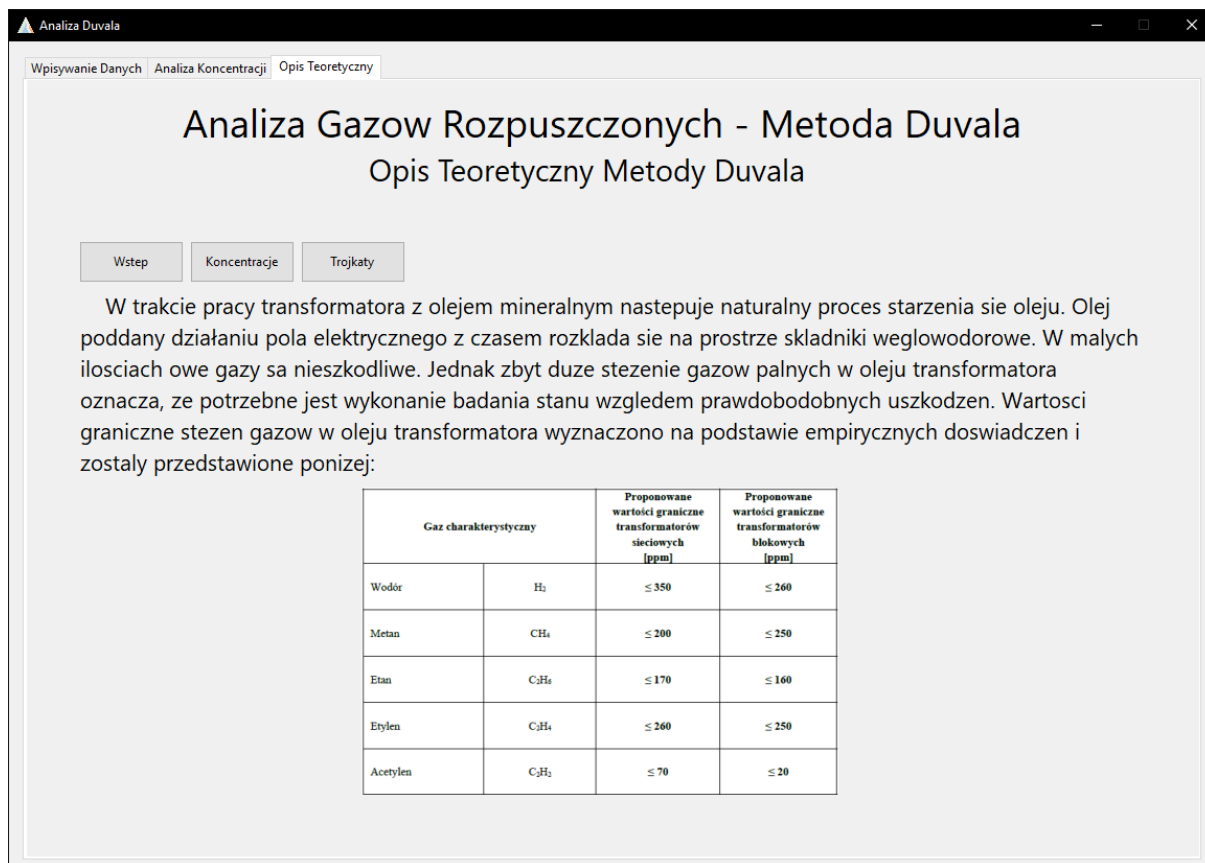 Analiza Duvala
Wpisywanie Danych Analiza Koncentracji Opis Teoretyczny
Analiza Gazow Rozpuszczonych - Metoda Duvala
Opis Teoretyczny Metody Duvala
Wstep Koncentracje Trojkaty
W trakcie pracy transformatora z olejem mineralnym nastepuje naturalny proces starzenia sie oleju. Olej
poddany działaniu pola elektrycznego z czasem rozklada sie na prostrze skladniki weglowodorowe. W malych
ilosciach owe gazy sa nieszkodliwe. Jednak zbyt duze stezenie gazow palnych w oleju transformatora
oznacza, ze potrzebne jest wykonanie badania stanu wzgledem prawdobodobnych uszkodzen. Wartosci
graniczne stezen gazow w oleju transformatora wyznaczono na podstawie empirycznych doswiadczen i
zostaly przedstawione ponizej:
Gaz charakterystyczny
Proponowane
wartości graniczne
transformatorów
sieciowych
[ppm]
Proponowane
wartości graniczne
transformatorów
blokowych
[ppm]
Wodór H₂ ≤ 350 ≤ 260
Metan CH₄ ≤ 200 ≤ 250
Etan C₂H₆ ≤ 170 ≤ 160
Etylen C₂H₄ ≤ 260 ≤ 250
Acetylen C₂H₂ ≤ 70 ≤ 20